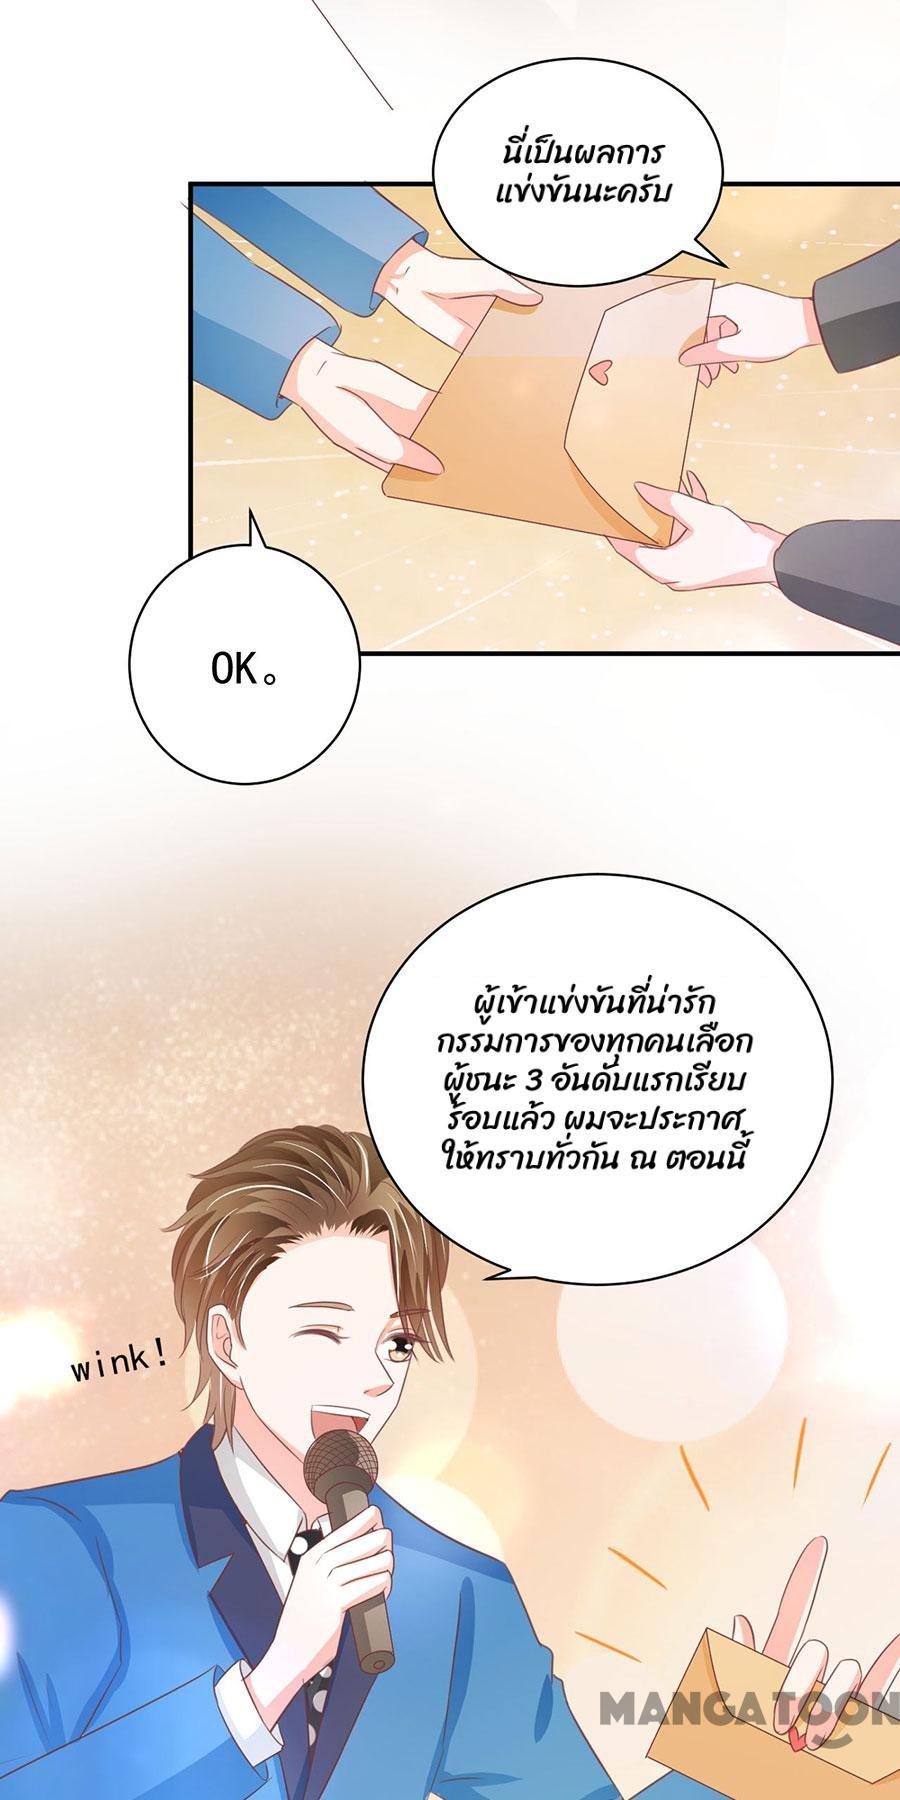 นี่เป็นผลการ
แข่งขันนะครับ
OK。
ผู้เข้าแข่งขันที่น่ารัก
กรรมการของทุกคนเลือก
ผู้ชนะ 3 อันดับแรกเรียบ
ร้อยแล้ว ผมจะประกาศ
ให้ทราบทั่วกัน ณ ตอนนี้
wink!
MANGATOON